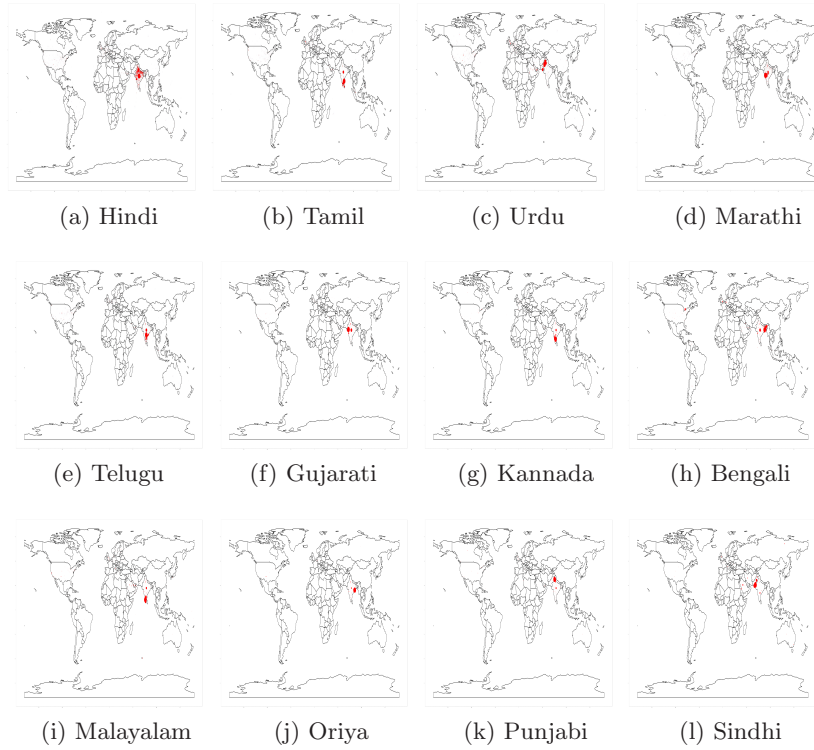 (a) Hindi
(b) Tamil
(c) Urdu
(d) Marathi
(e) Telugu
(f) Gujarati
(g) Kannada
(h) Bengali
(i) Malayalam
(j) Oriya
(k) Punjabi
(l) Sindhi